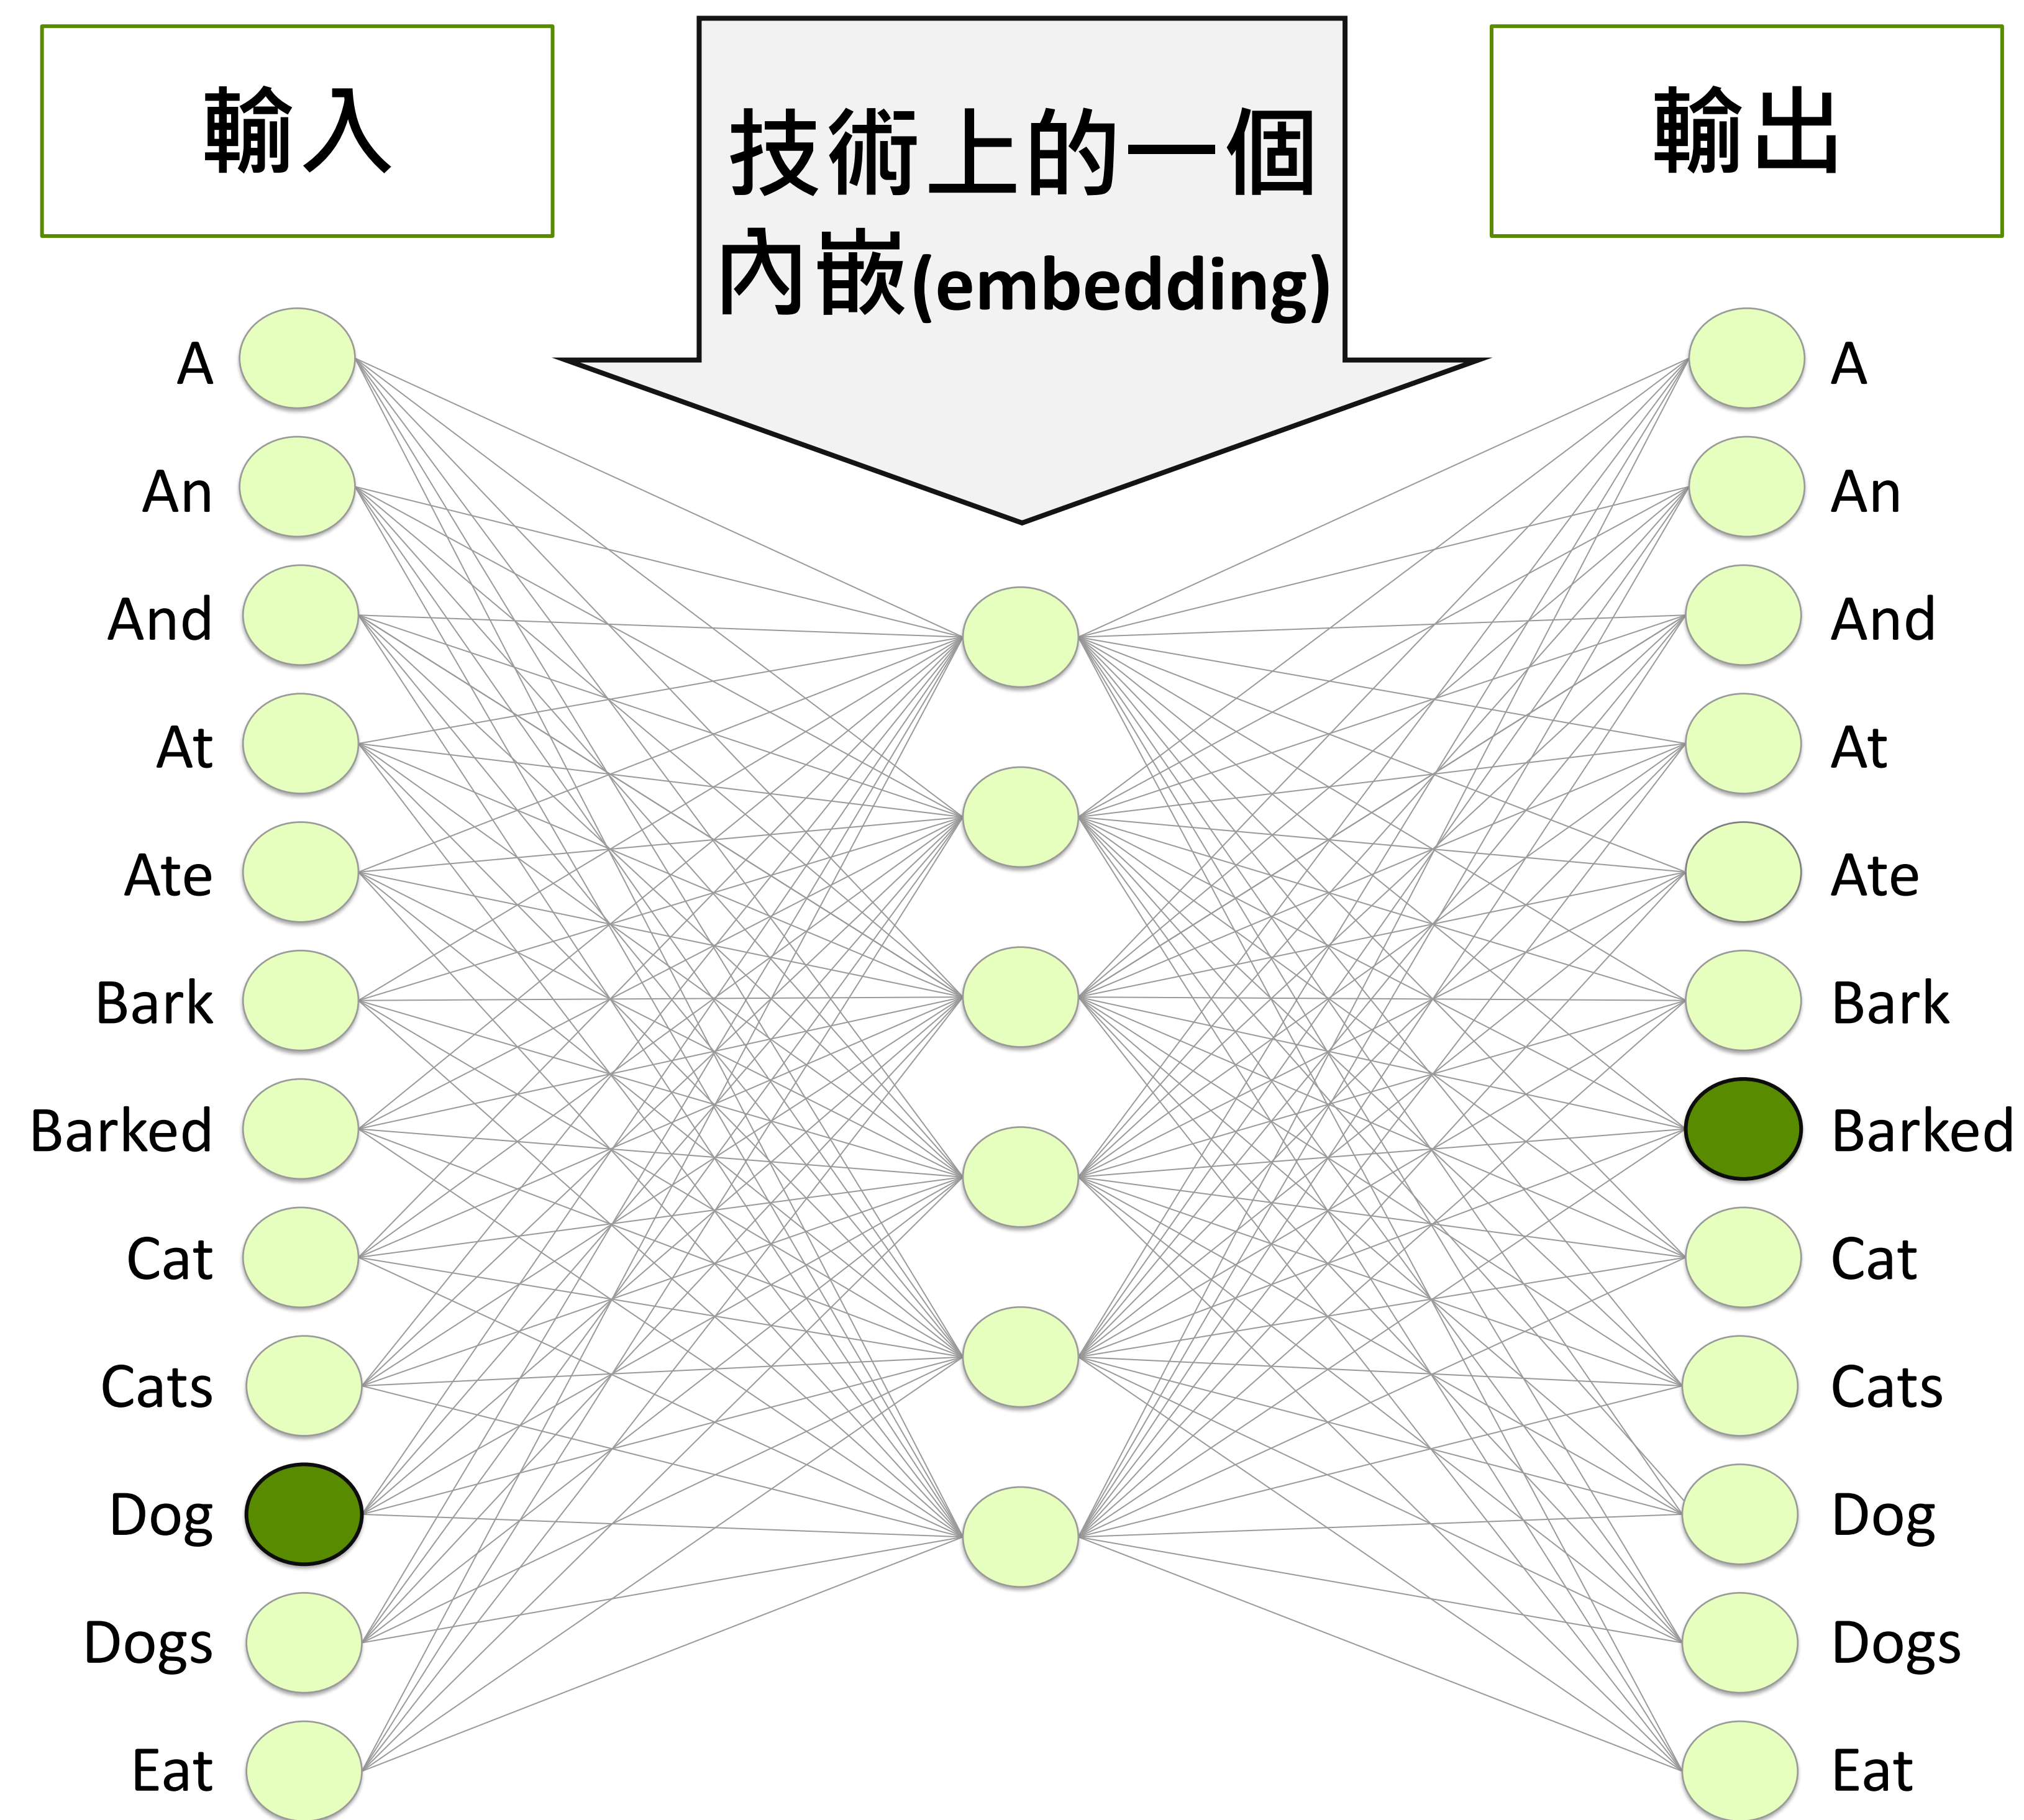 輸入
技術上的一個
內嵌(embedding)
輸出
A
An
And
At
Ate
Bark
Barked
Cat
Cats
Dog
Dogs
Eat
A
An
And
At
Ate
Bark
Barked
Cat
Cats
Dog
Dogs
Eat